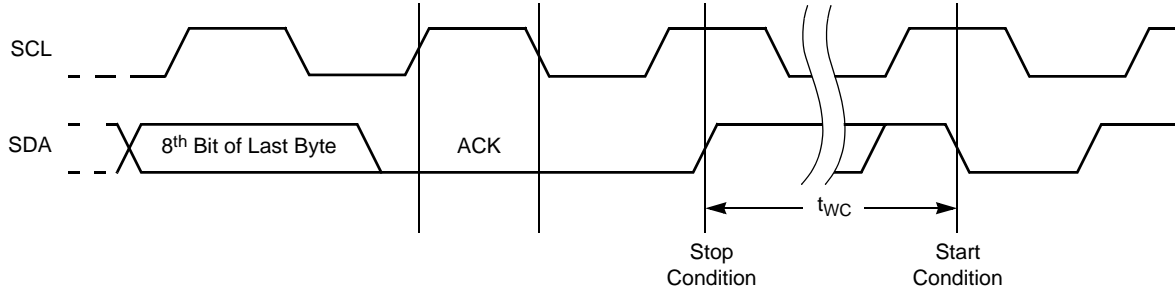 SCL
SDA
8th Bit of Last Byte
ACK
tWC
Stop
Condition
Start
Condition